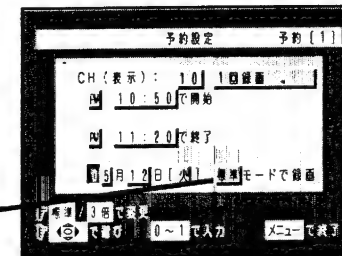 予約設定 予約 [1]
CH (表示): 10 1回録画
PM 10:50で開始
PM 11:20で終了
05月12日[火] 標準モードで録画
標準/3倍で変更
で選び 0～1で入力 メニューで終了